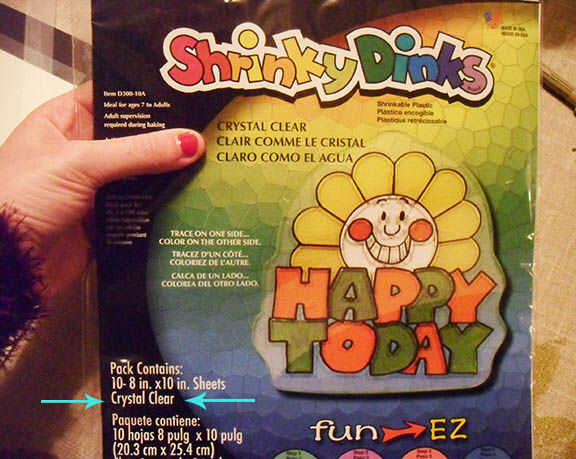 MADE IN USA
Shrinky Dinks
Item D300-10A
Ideal for ages 7 to Adults
Adult supervision
required during baking
Shrinkable Plastic
Plástico encogible
Plastique rétrécissable
CRYSTAL CLEAR
CLAIR COMME LE CRISTAL
CLARO COMO EL AGUA
TRACE ON ONE SIDE...
COLOR ON THE OTHER SIDE.
TRACEZ D'UN CÔTÉ...
COLORIEZ DE L'AUTRE.
CALCA DE UN LADO...
COLOREA DEL OTRO LADO.
HAPPY
TODAY
Pack Contains:
10- 8 in. x10 in. Sheets
Crystal Clear
Paquete contiene:
10 hojas 8 pulg x 10 pulg
(20.3 cm x 25.4 cm)
fun EZ